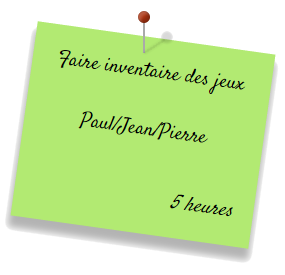 Faire inventaire des jeux
Paul/Jean/Pierre
5 heures